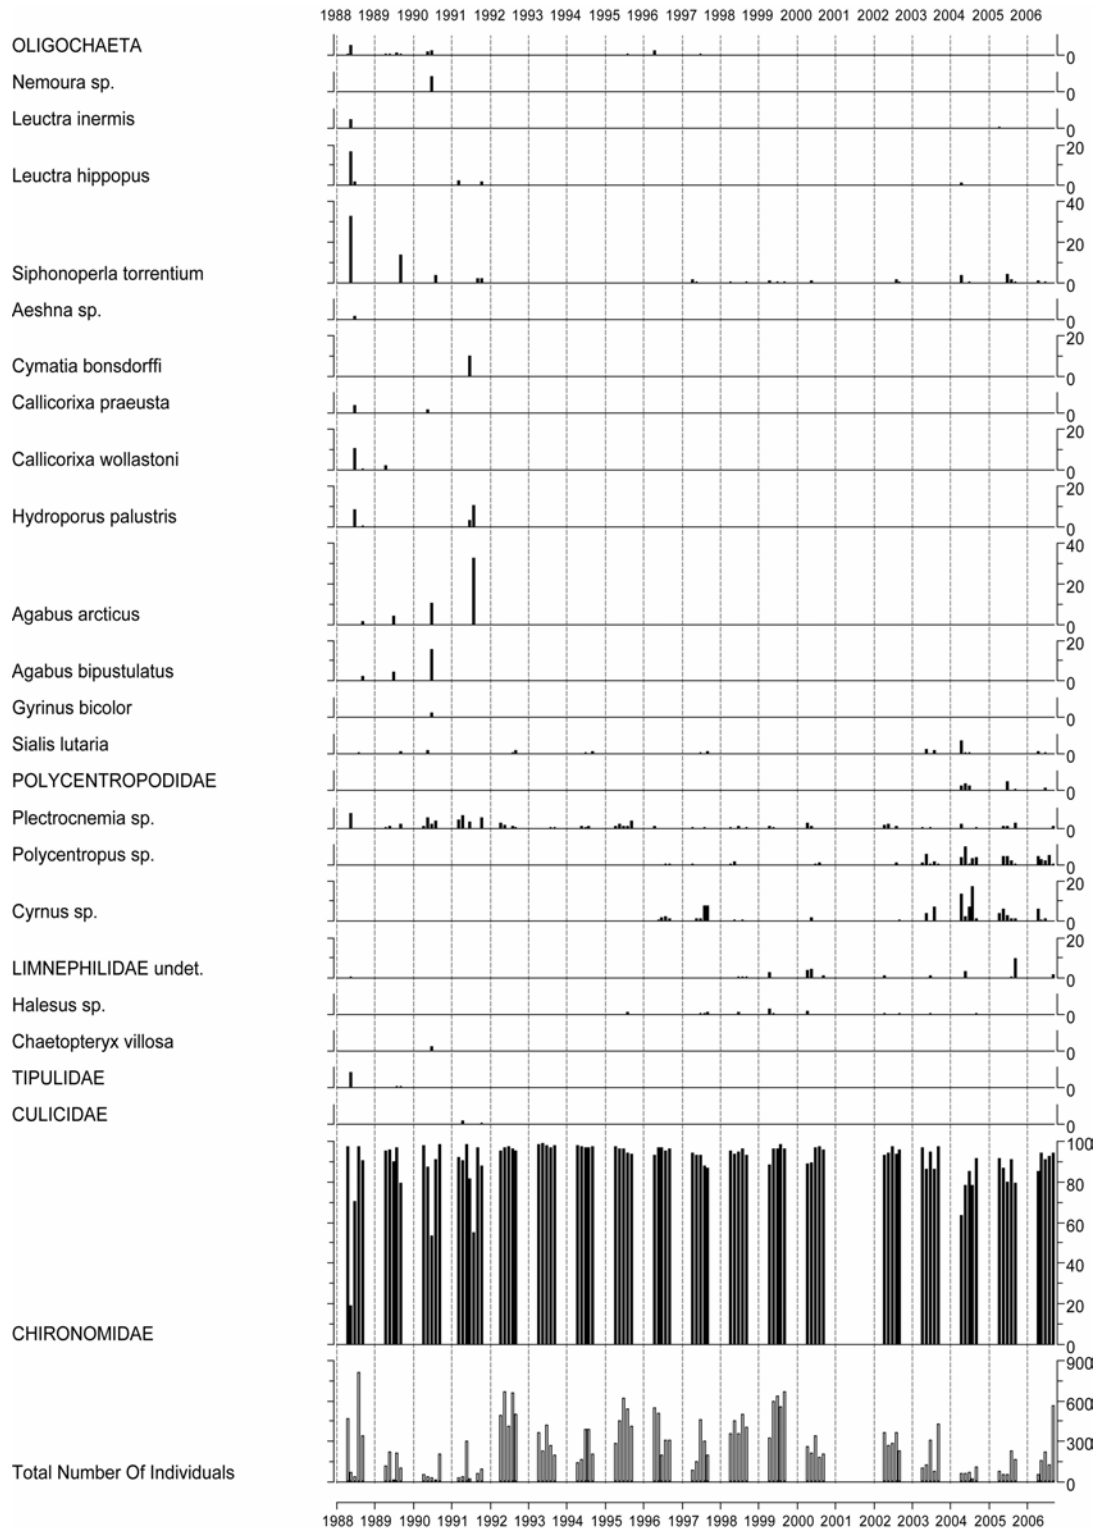 1988 1989 1990 1991 1992 1993 1994 1995 1996 1997 1998 1999 2000 2001 2002 2003 2004 2005 2006
OLIGOCHAETA 0
Nemoura sp. 0
Leuctra inermis 0
20
Leuctra hippopus 0
40
20
Siphonoperla torrentium 0
Aeshna sp. 0
20
Cymatia bonsdorffi 0
Callicorixa praeusta 0
20
Callicorixa wollastoni 0
20
Hydroporus palustris 0
40
20
Agabus arcticus 0
20
Agabus bipustulatus 0
Gyrinus bicolor 0
Sialis lutaria 0
POLYCENTROPODIDAE 0
Plectrocnemia sp. 0
Polycentropus sp. 0
20
Cyrnus sp. 0
20
LIMNEPHILIDAE undet. 0
Halesus sp. 0
Chaetopteryx villosa 0
TIPULIDAE 0
CULICIDAE 0
100
80
60
40
20
CHIRONOMIDAE 0
900
600
300
Total Number Of Individuals 0
1988 1989 1990 1991 1992 1993 1994 1995 1996 1997 1998 1999 2000 2001 2002 2003 2004 2005 2006